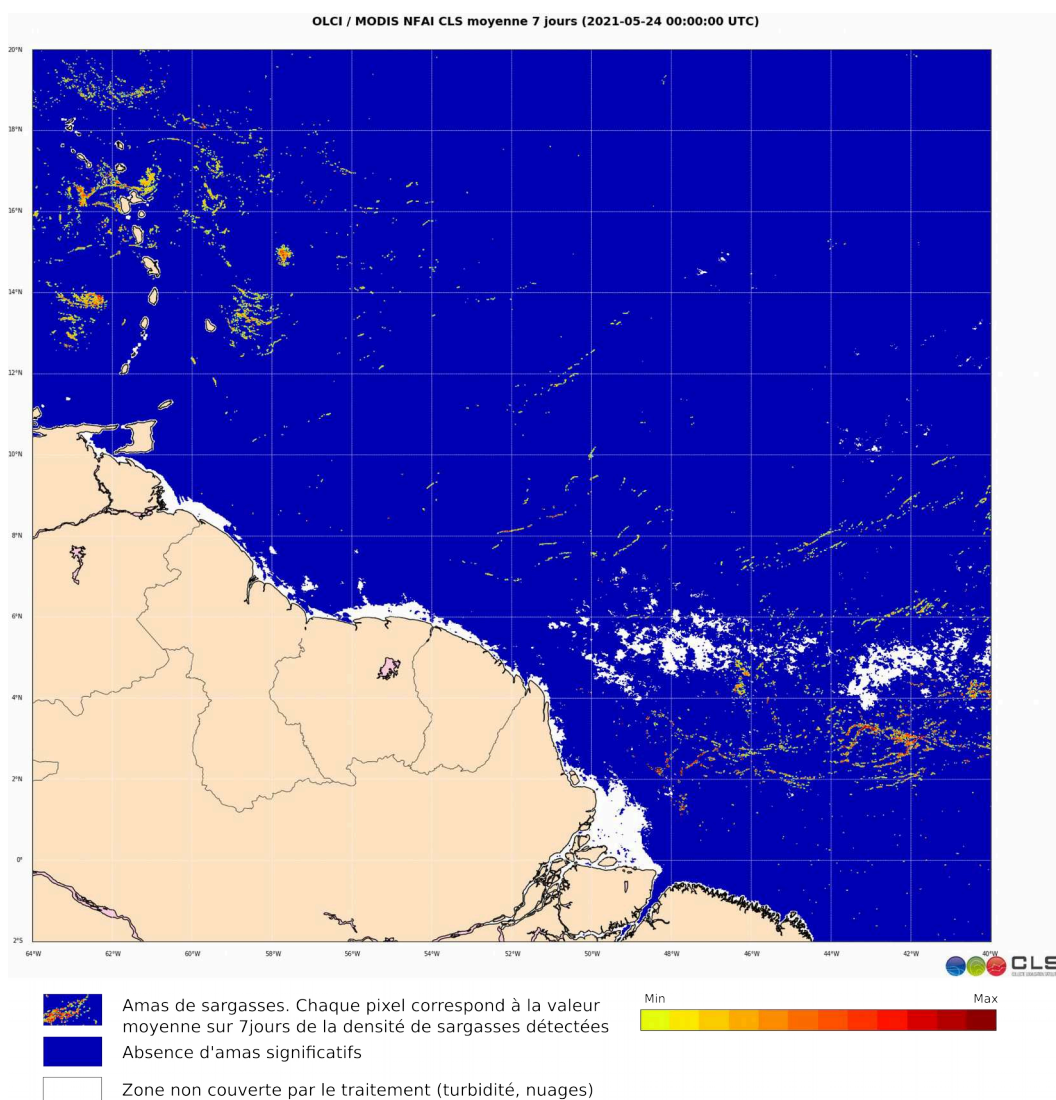 OLCI / MODIS NFAI CLS moyenne 7 jours (2021-05-24 00:00:00 UTC)
20°N
18°N
16°N
14°N
12°N
10°N
8°N
6°N
4°N
2°N
0°
2°S
64°W 62°W 60°W 58°W 56°W 54°W 52°W 50°W 48°W 46°W 44°W 42°W 40°W
CLS
Amas de sargasses. Chaque pixel correspond à la valeur
moyenne sur 7jours de la densité de sargasses détectées
Min Max
Absence d'amas significatifs
Zone non couverte par le traitement (turbidité, nuages)